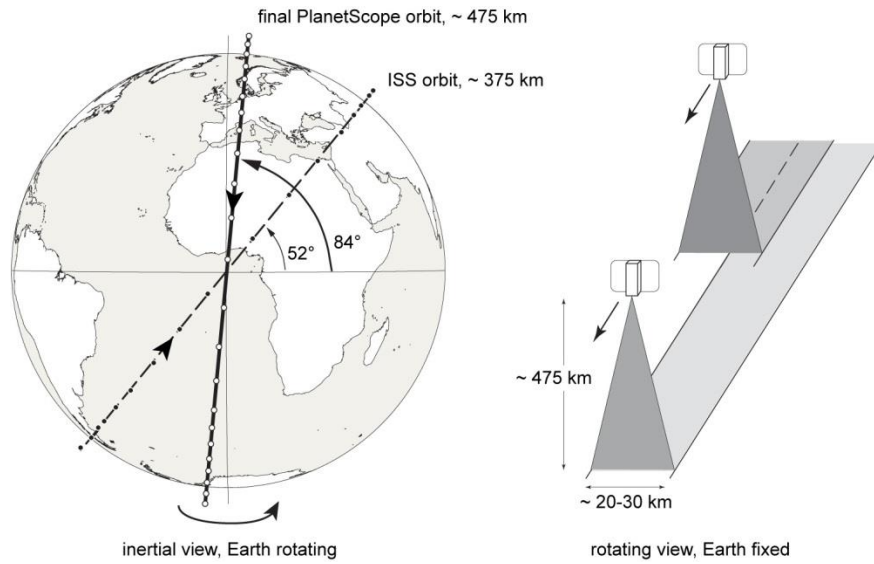 final PlanetScope orbit, ~ 475 km
ISS orbit, ~ 375 km
52°
84°
~ 475 km
~ 20-30 km
inertial view, Earth rotating
rotating view, Earth fixed